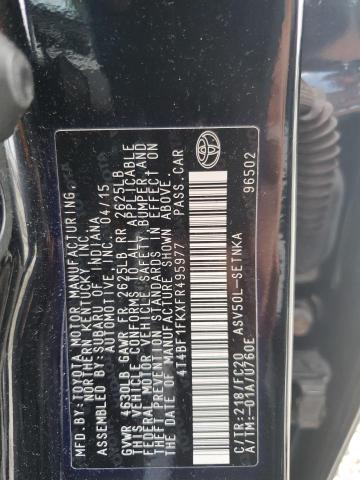 MFD.BY:TOYOTA MOTOR MANUFACTURING,
NORTHERN KENTUCKY, INC.
ASSEMBLED BY: SUBARU OF INDIANA
AUTOMOTIVE, INC. 04/15
GVWR 4630LB GAWR FR 2625LB RR 2625LB
THIS VEHICLE CONFORMS TO ALL APPLICABLE
FEDERAL MOTOR VEHICLE SAFETY, BUMPER, AND
THEFT PREVENTION STANDARDS IN EFFECT ON
THE DATE OF MANUFACTURE SHOWN ABOVE.
4T4BF1FKXFR495977 PASS.CAR
C/TR:218/FC20 ASV50L-SETNKA
A/TM:-01A/U760E 96502